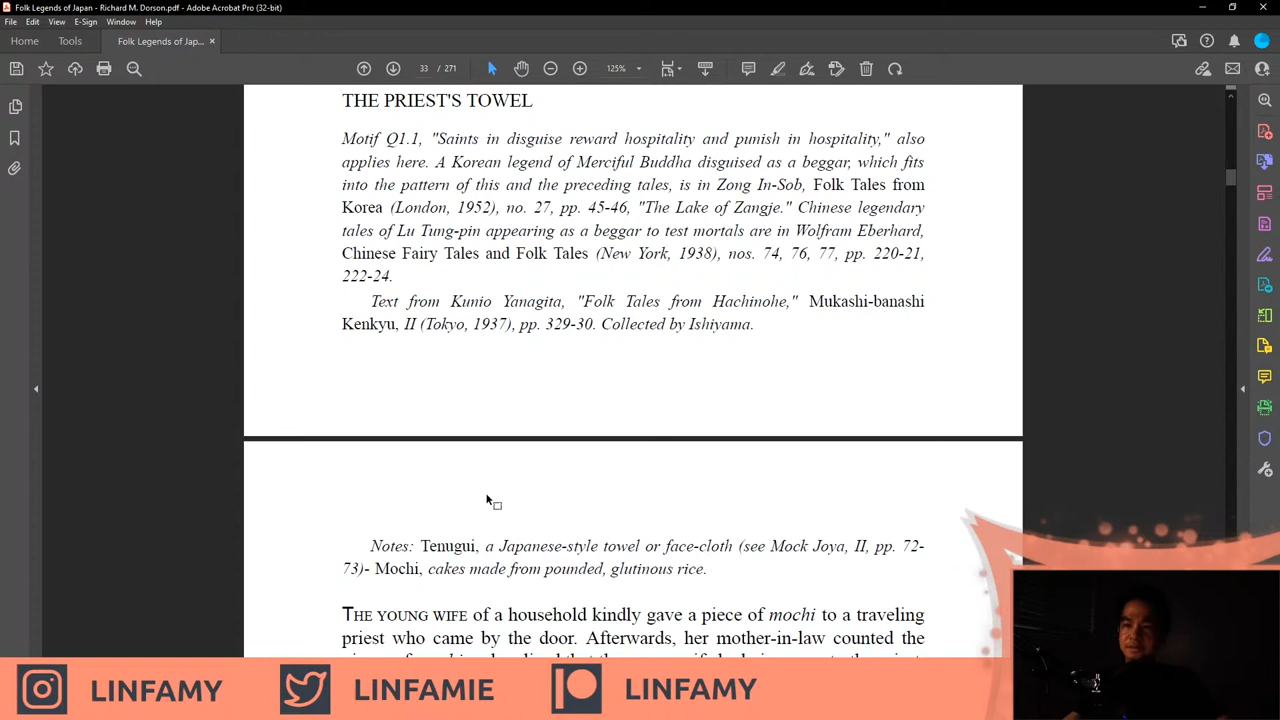 Folk Legends of Japan - Richard M. Dorson.pdf - Adobe Acrobat Pro (32-bit)
File Edit View E-Sign Window Help
Home Tools Folk Legends of Jap... ×
33 / 271 125%
THE PRIEST'S TOWEL
Motif Q1.1, "Saints in disguise reward hospitality and punish in hospitality," also
applies here. A Korean legend of Merciful Buddha disguised as a beggar, which fits
into the pattern of this and the preceding tales, is in Zong In-Sob, Folk Tales from
Korea (London, 1952), no. 27, pp. 45-46, "The Lake of Zangje." Chinese legendary
tales of Lu Tung-pin appearing as a beggar to test mortals are in Wolfram Eberhard,
Chinese Fairy Tales and Folk Tales (New York, 1938), nos. 74, 76, 77, pp. 220-21,
222-24.
Text from Kunio Yanagita, "Folk Tales from Hachinohe," Mukashi-banashi
Kenkyu, II (Tokyo, 1937), pp. 329-30. Collected by Ishiyama.
Notes: Tenugui, a Japanese-style towel or face-cloth (see Mock Joya, II, pp. 72-
73)- Mochi, cakes made from pounded, glutinous rice.
THE YOUNG WIFE of a household kindly gave a piece of mochi to a traveling
priest who came by the door. Afterwards, her mother-in-law counted the
LINFAMY LINFAMIE LINFAMY